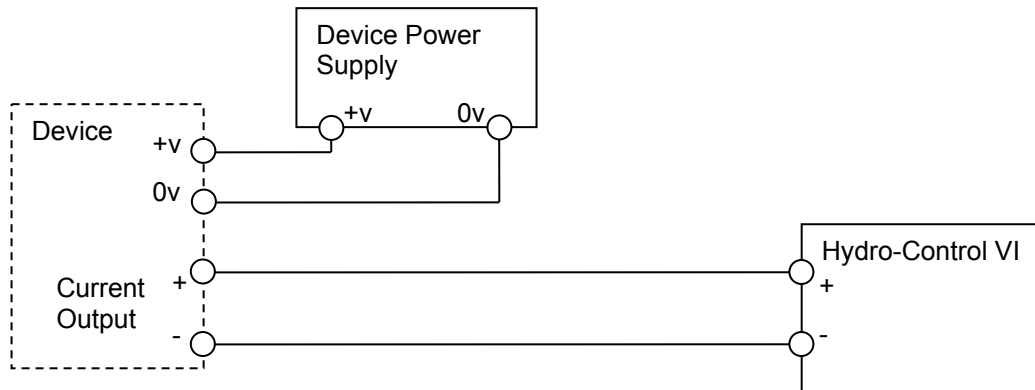 Device Power
Supply
+v
0v
Device
+v
0v
Current
Output
+
-
Hydro-Control VI
+
-